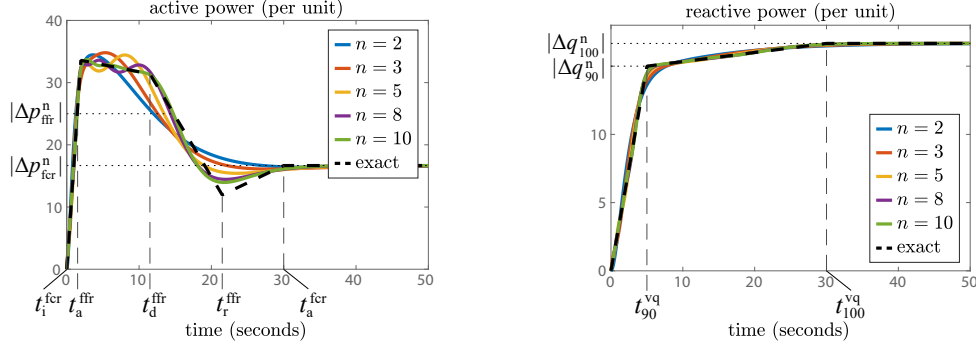 active power (per unit)
40
30
20
10
0
|Δp^n_ffr|
|Δp^n_fcr|
n = 2
n = 3
n = 5
n = 8
n = 10
exact
0 10 20 30 40 50
t^fcr_i t^ffr_a t^ffr_d t^ffr_r t^fcr_a
time (seconds)
reactive power (per unit)
|Δq^n_100|
|Δq^n_90|
10
5
0
n = 2
n = 3
n = 5
n = 8
n = 10
exact
0 10 20 30 40 50
t^vq_90 t^vq_100
time (seconds)